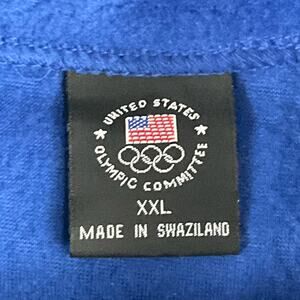 UNITED STATES
OLYMPIC COMMITTEE
XXL
MADE IN SWAZILAND